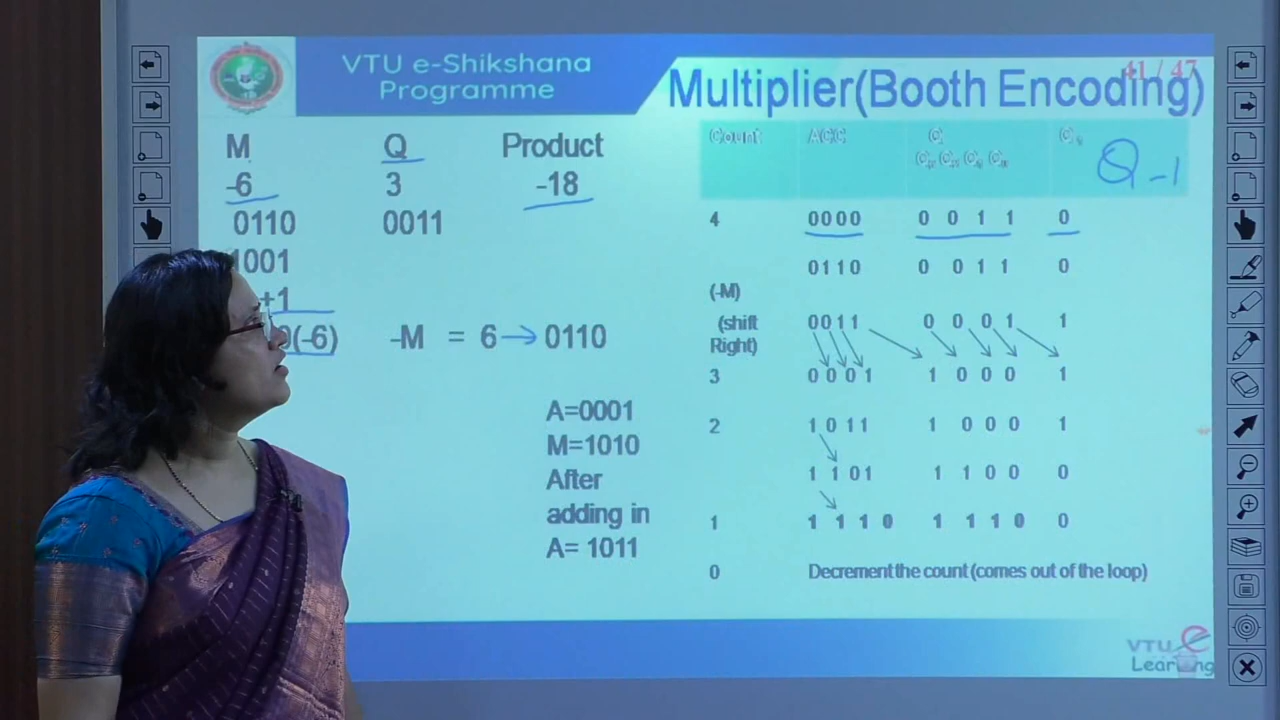 VTU e-Shikshana
Programme
Multiplier(Booth Encoding)
41 / 47
M Q Product
-6 3 -18
0110 0011
1001
+1
(-6) -M = 6 → 0110
A=0001
M=1010
After
adding in
A= 1011
Count ACC Q
Q-1
4 0000 0 0 1 1 0
0110 0 0 1 1 0
(-M)
(shift Right) 0 0 1 1 0 0 0 1 1
3 0 0 0 1 1 0 0 0 1
2 1 0 1 1 1 0 0 0 1
1 1 0 1 1 1 0 0 0
1 1 1 1 0 1 1 1 0 0
0 Decrement the count (comes out of the loop)
VTU e
Learning